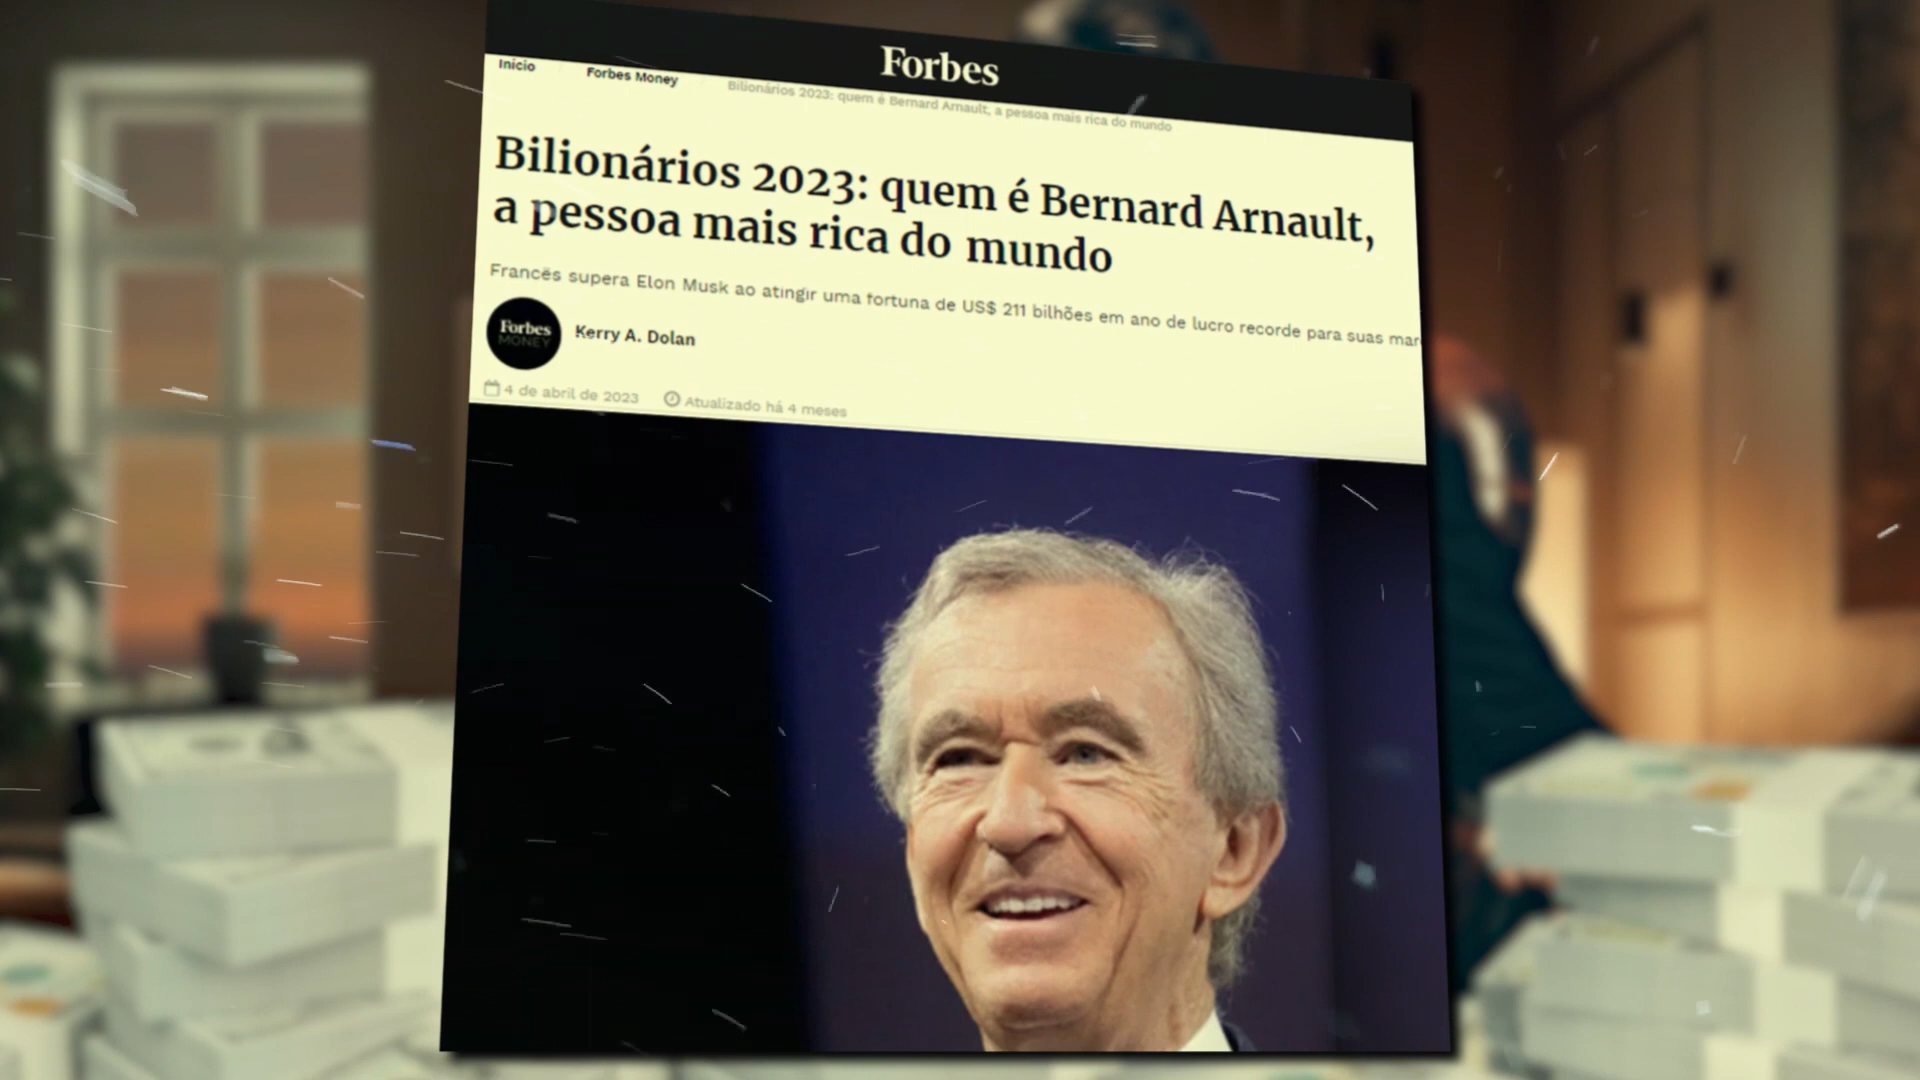 Forbes
Início Forbes Money Bilionários 2023: quem é Bernard Arnault, a pessoa mais rica do mundo
Bilionários 2023: quem é Bernard Arnault,
a pessoa mais rica do mundo
Francês supera Elon Musk ao atingir uma fortuna de US$ 211 bilhões em ano de lucro recorde para suas mar
Forbes
MONEY
Kerry A. Dolan
4 de abril de 2023 Atualizado há 4 meses